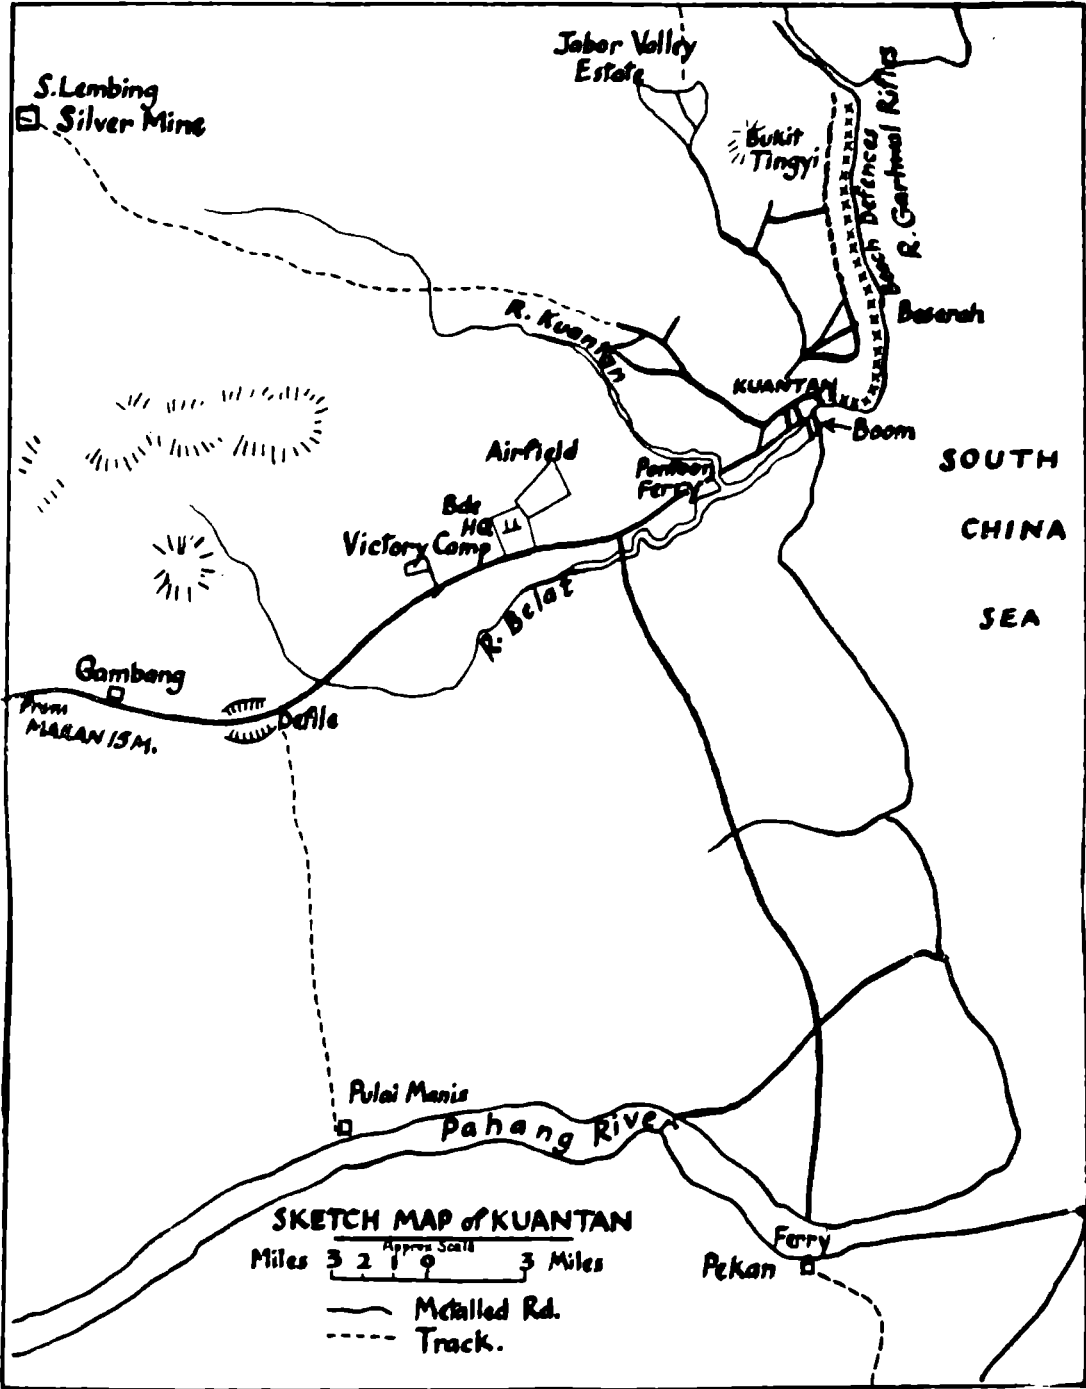 Jabor Valley
Estate
S. Lembing
Silver Mine
Bukit
Tingyi
Beach Defences
R. Garhwal Rifles
R. Kuantan
Beserah
KUANTAN
Boom
Airfield
Pontoon
Ferry
SOUTH
CHINA
SEA
Bde
HQ
Victory Camp
R. Belat
Gambang
From
MARAN 15M.
Defile
Pulai Manis
Pahang River
SKETCH MAP of KUANTAN
Approx Scale
Miles 3 2 1 0 3 Miles
Metalled Rd.
Track.
Ferry
Pekan